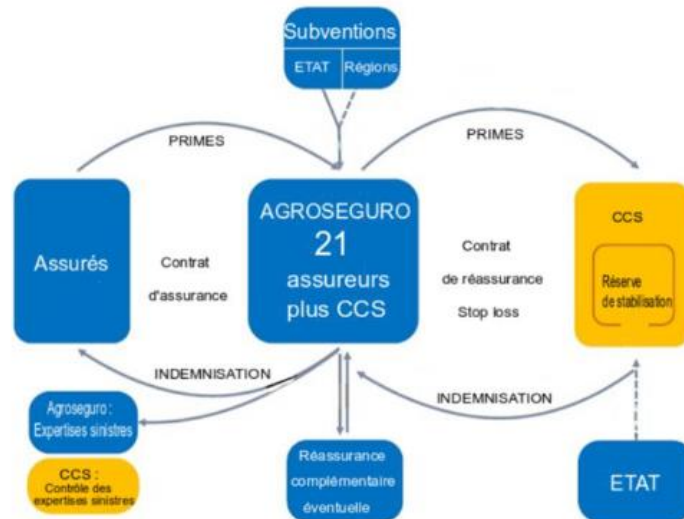 Subventions
ETAT
Régions
PRIMES
PRIMES
Assurés
Contrat
d'assurance
AGROSEGURO
21
assureurs
plus CCS
Contrat
de réassurance
Stop loss
CCS
Réserve
de stabilisation
INDEMNISATION
INDEMNISATION
Agroseguro :
Expertises sinistres
CCS :
Contrôle des
expertises sinistres
Réassurance
complémentaire
éventuelle
ETAT